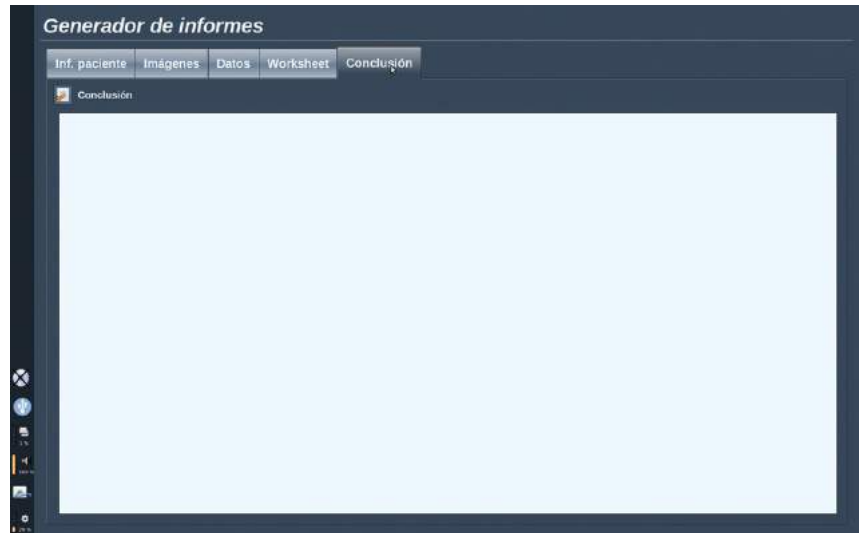 Generador de informes
Inf. paciente Imágenes Datos Worksheet Conclusión
Conclusión